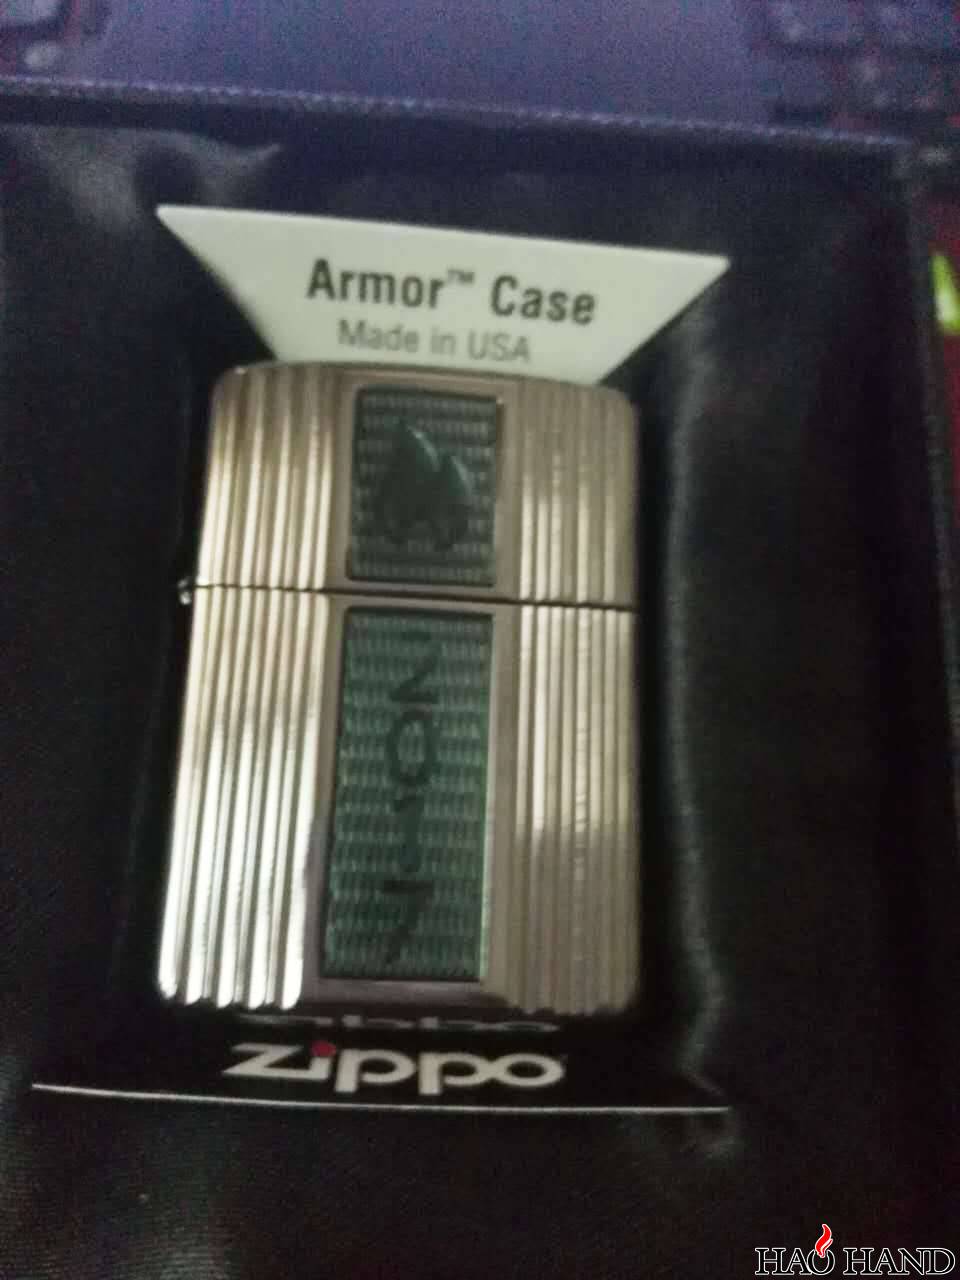 Armor™ Case
Made in USA
2017
zippo
HAO HAND